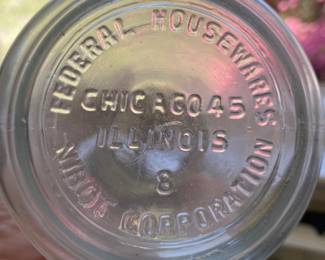 FEDERAL HOUSEWARES
CHICAGO 45
ILLINOIS
8
CORPORATION